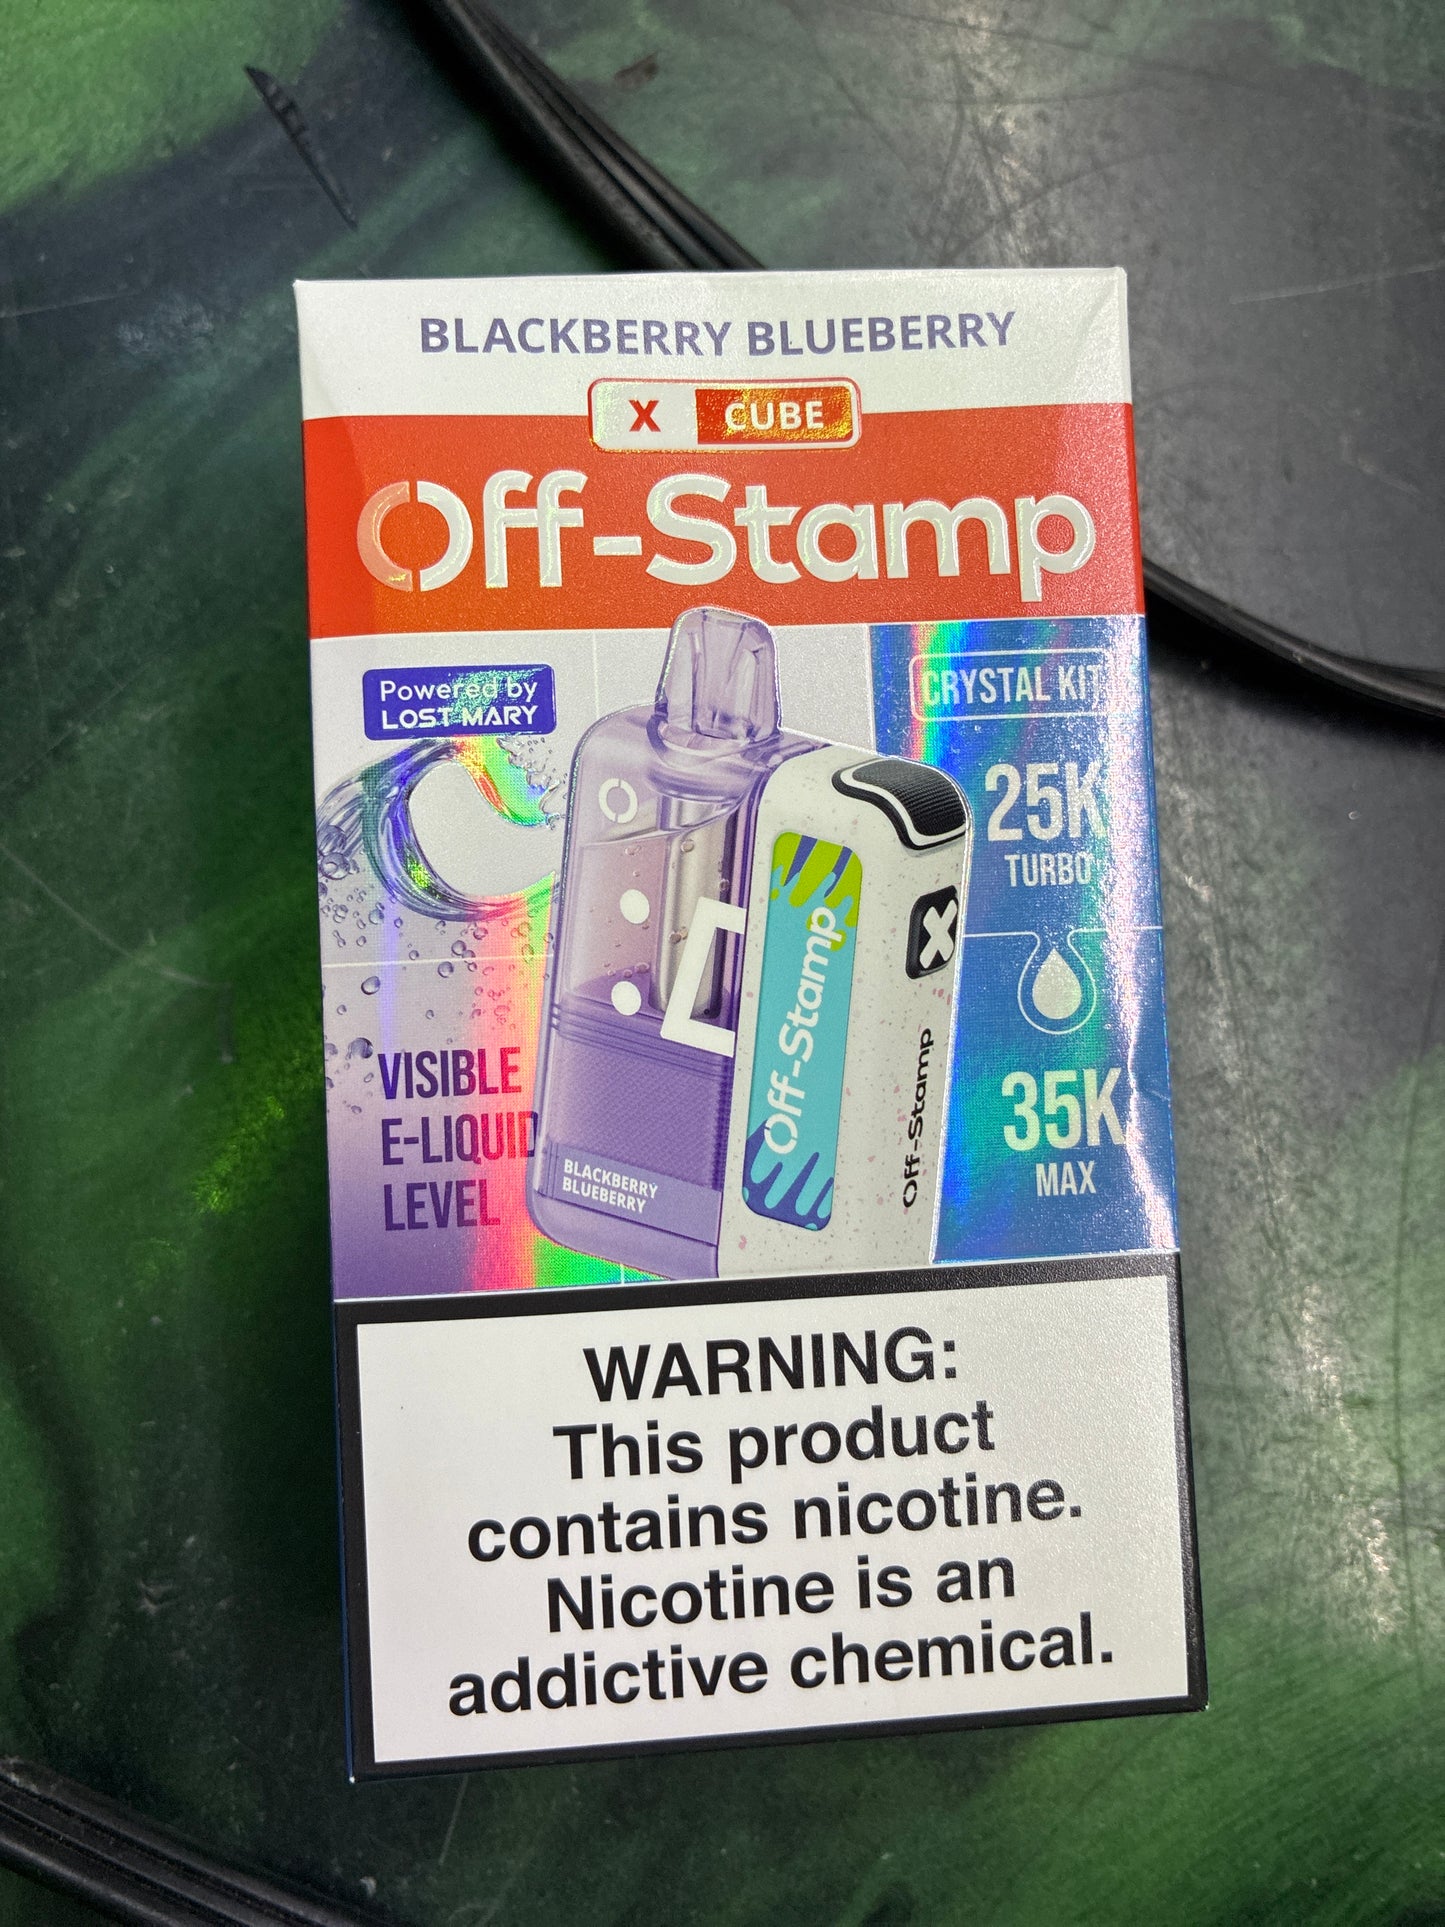 BLACKBERRY BLUEBERRY
X CUBE
Off-Stamp
Powered by
LOST MARY
CRYSTAL KIT
25K
TURBO
35K
MAX
VISIBLE
E-LIQUID
LEVEL
Off-Stamp
X
Off-Stamp
BLACKBERRY
BLUEBERRY
WARNING:
This product
contains nicotine.
Nicotine is an
addictive chemical.